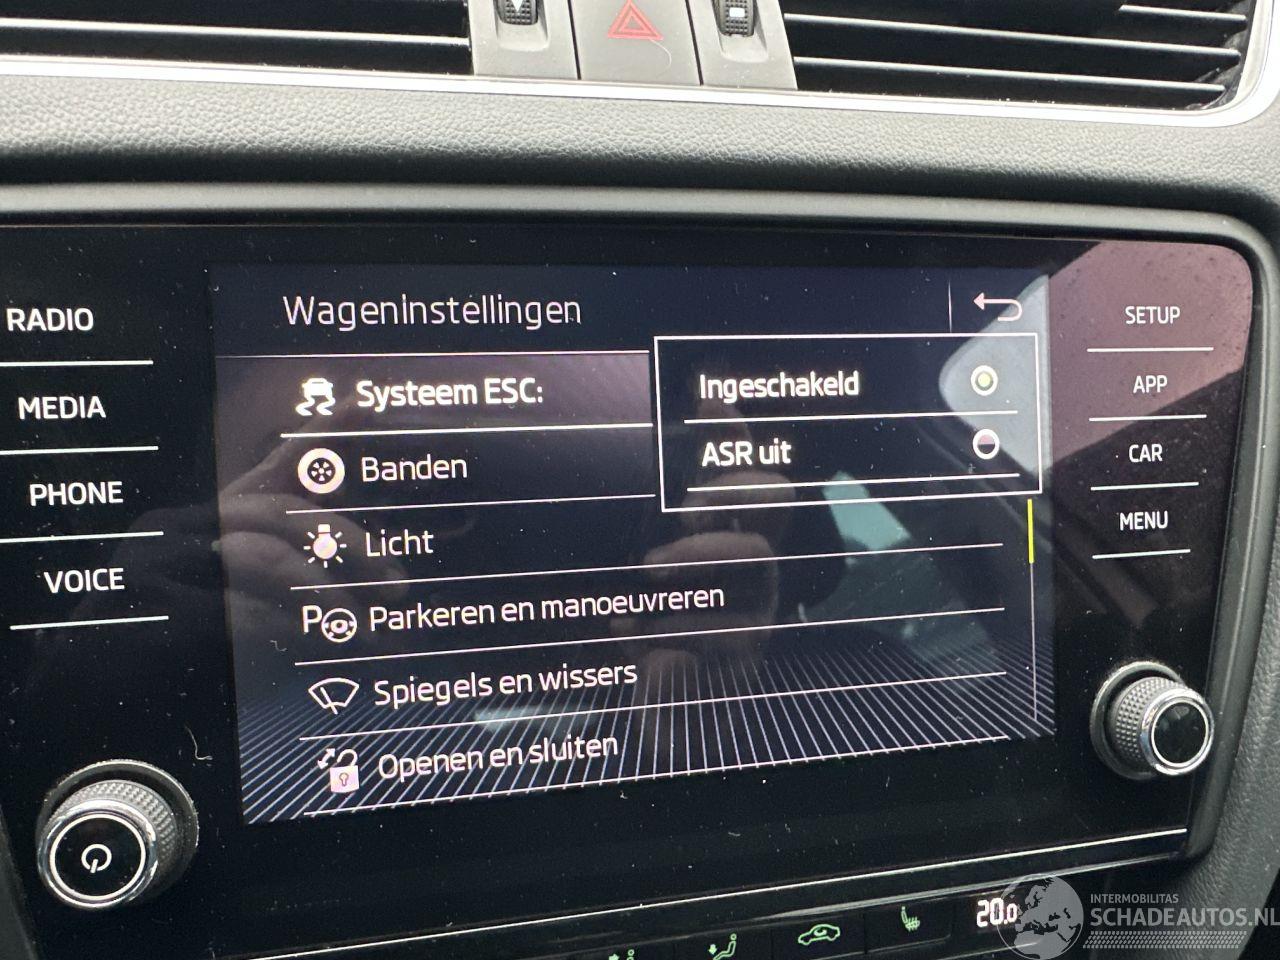 RADIO
MEDIA
PHONE
VOICE
Wageninstellingen
Systeem ESC:
Ingeschakeld
ASR uit
Banden
Licht
P Parkeren en manoeuvreren
Spiegels en wissers
Openen en sluiten
SETUP
APP
CAR
MENU
20.0
INTERMOBILITAS
SCHADEAUTOS.NL